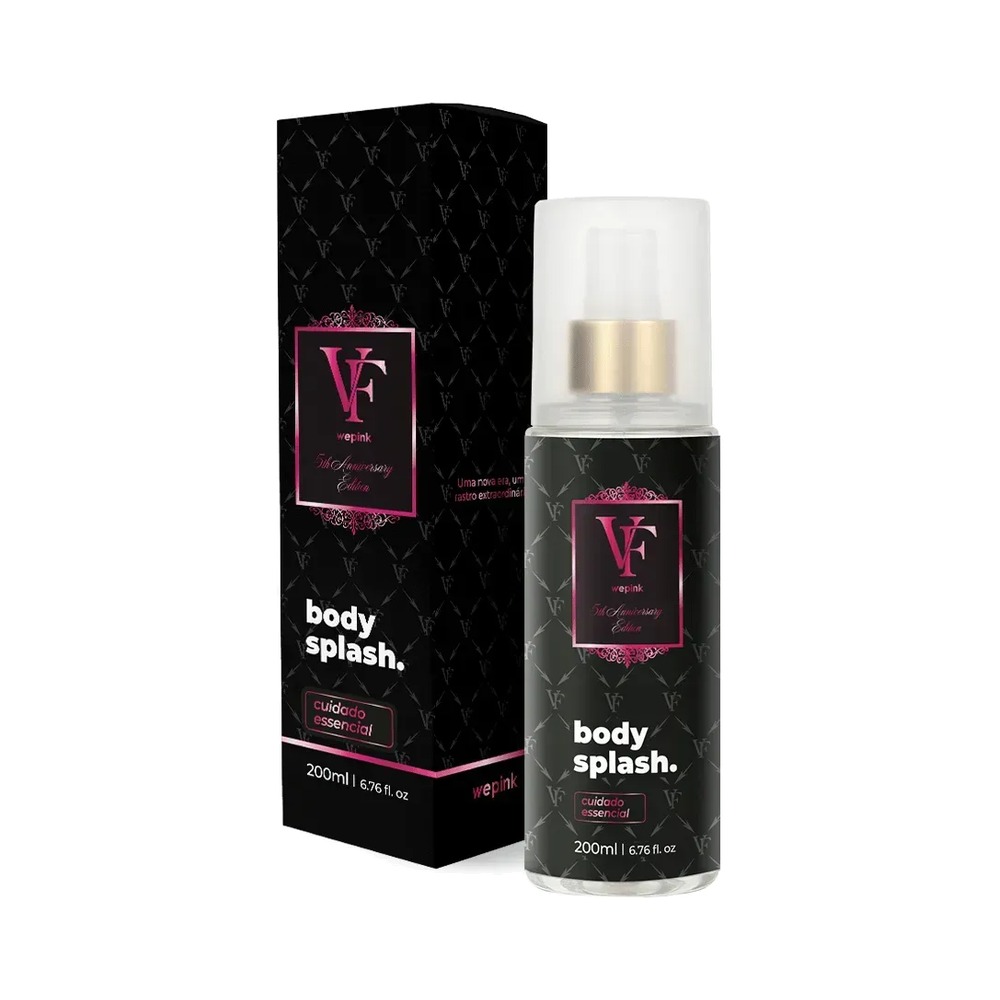 VF
wepink
5th Anniversary
Edition
body
splash.
cuidado
essencial
200ml | 6.76 fl. oz
Uma nova era, um
rastro
wepink
VF
wepink
5th Anniversary
Edition
body
splash.
cuidado
essencial
200ml | 6.76 fl. oz